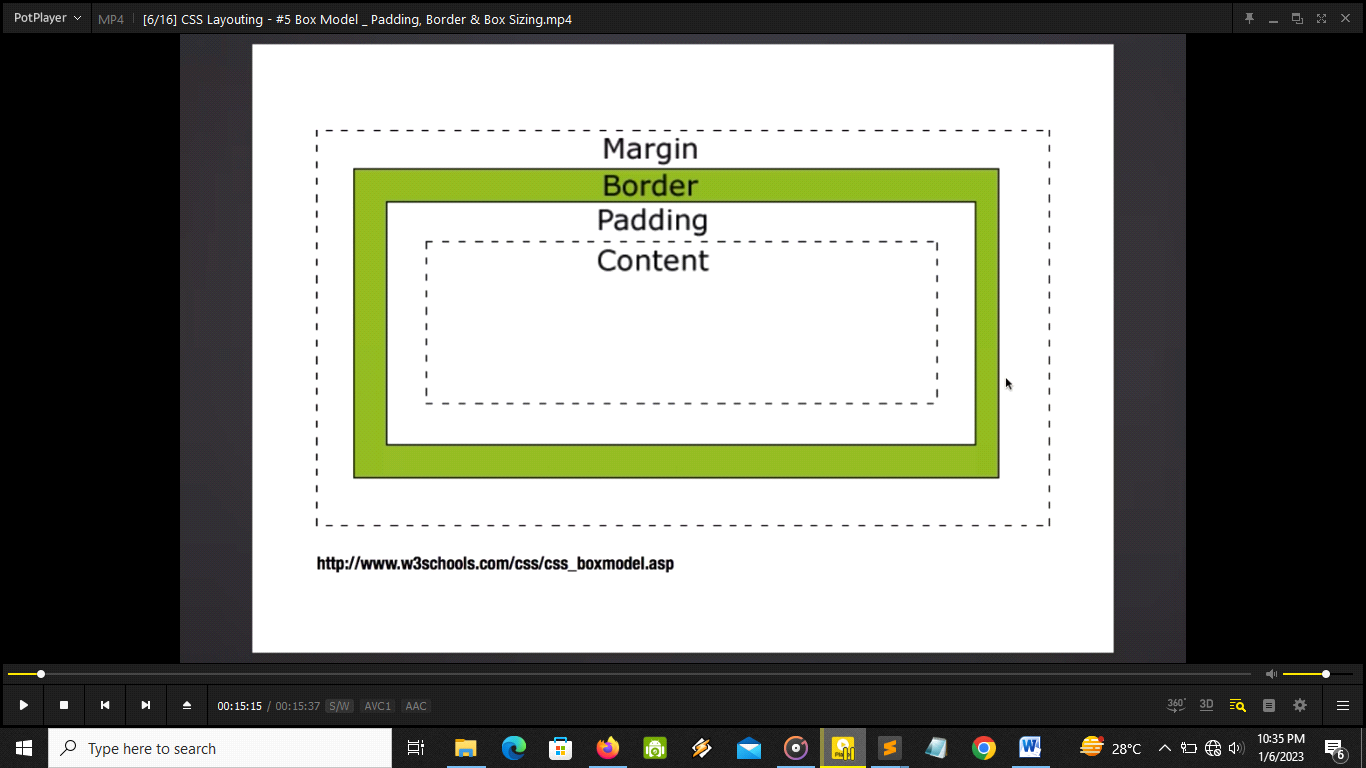 PotPlayer MP4 [6/16] CSS Layouting - #5 Box Model _ Padding, Border & Box Sizing.mp4
Margin
Border
Padding
Content
http://www.w3schools.com/css/css_boxmodel.asp
00:15:15 / 00:15:37 S/W AVC1 AAC
360° 3D
Type here to search
28°C
10:35 PM
1/6/2023
6